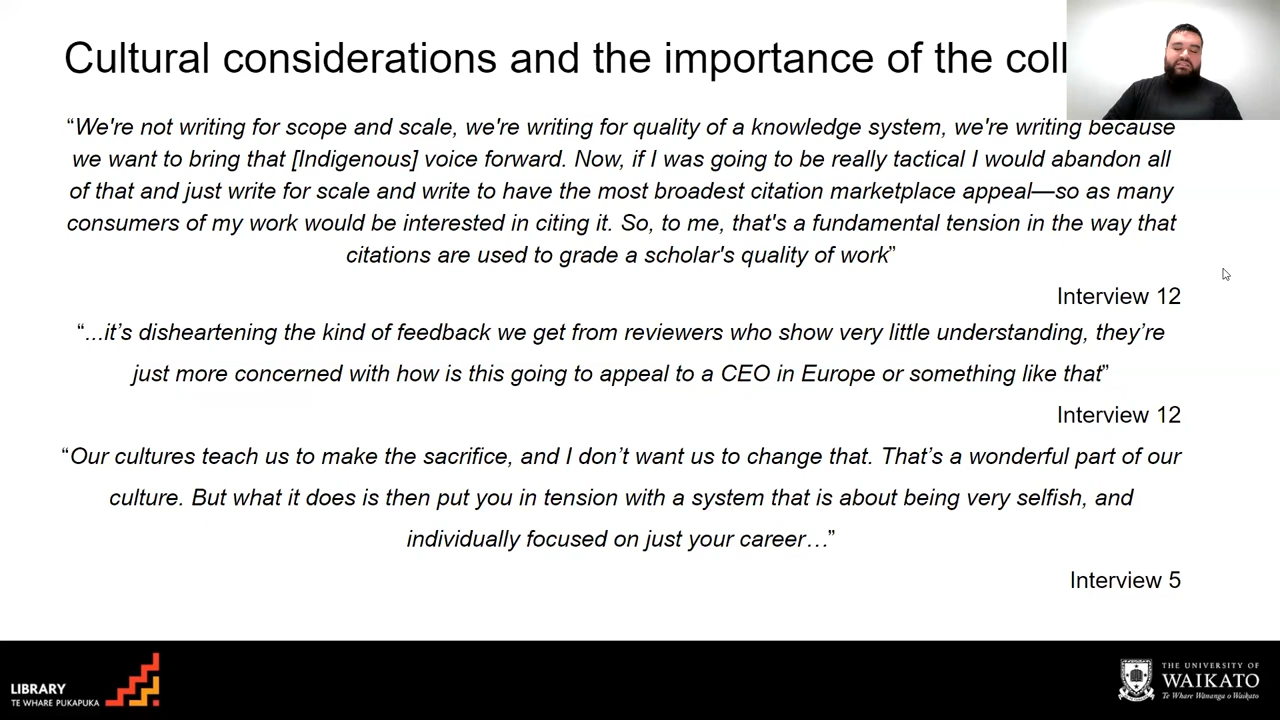 Cultural considerations and the importance of the coll
“We're not writing for scope and scale, we're writing for quality of a knowledge system, we're writing because
we want to bring that [Indigenous] voice forward. Now, if I was going to be really tactical I would abandon all
of that and just write for scale and write to have the most broadest citation marketplace appeal—so as many
consumers of my work would be interested in citing it. So, to me, that's a fundamental tension in the way that
citations are used to grade a scholar's quality of work”
Interview 12
“...it’s disheartening the kind of feedback we get from reviewers who show very little understanding, they’re
just more concerned with how is this going to appeal to a CEO in Europe or something like that”
Interview 12
“Our cultures teach us to make the sacrifice, and I don’t want us to change that. That’s a wonderful part of our
culture. But what it does is then put you in tension with a system that is about being very selfish, and
individually focused on just your career…”
Interview 5
LIBRARY
TE WHARE PUKAPUKA
THE UNIVERSITY OF
WAIKATO
Te Whare Wānanga o Waikato